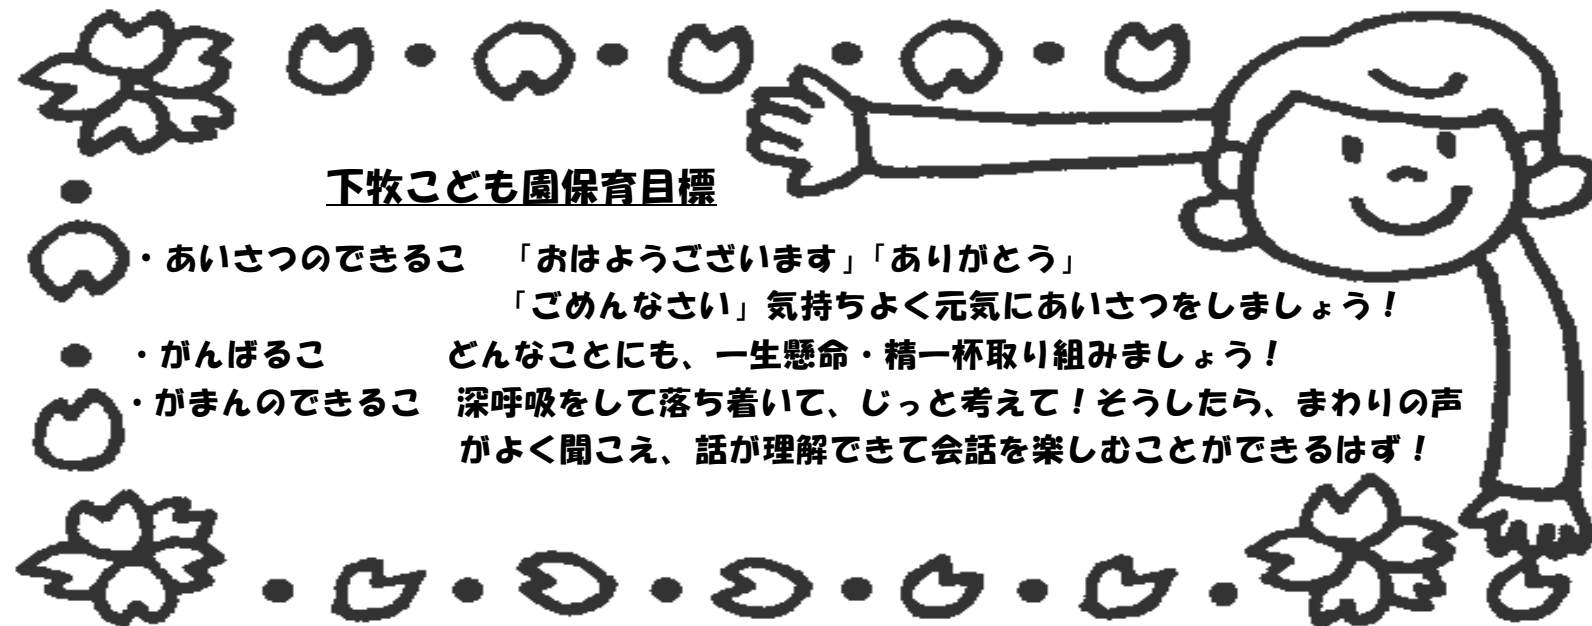 下牧こども園保育目標
・あいさつのできるこ　「おはようございます」「ありがとう」
「ごめんなさい」気持ちよく元気にあいさつをしましょう！
・がんばるこ　どんなことにも、一生懸命・精一杯取り組みましょう！
・がまんのできるこ　深呼吸をして落ち着いて、じっと考えて！そうしたら、まわりの声
がよく聞こえ、話が理解できて会話を楽しむことができるはず！